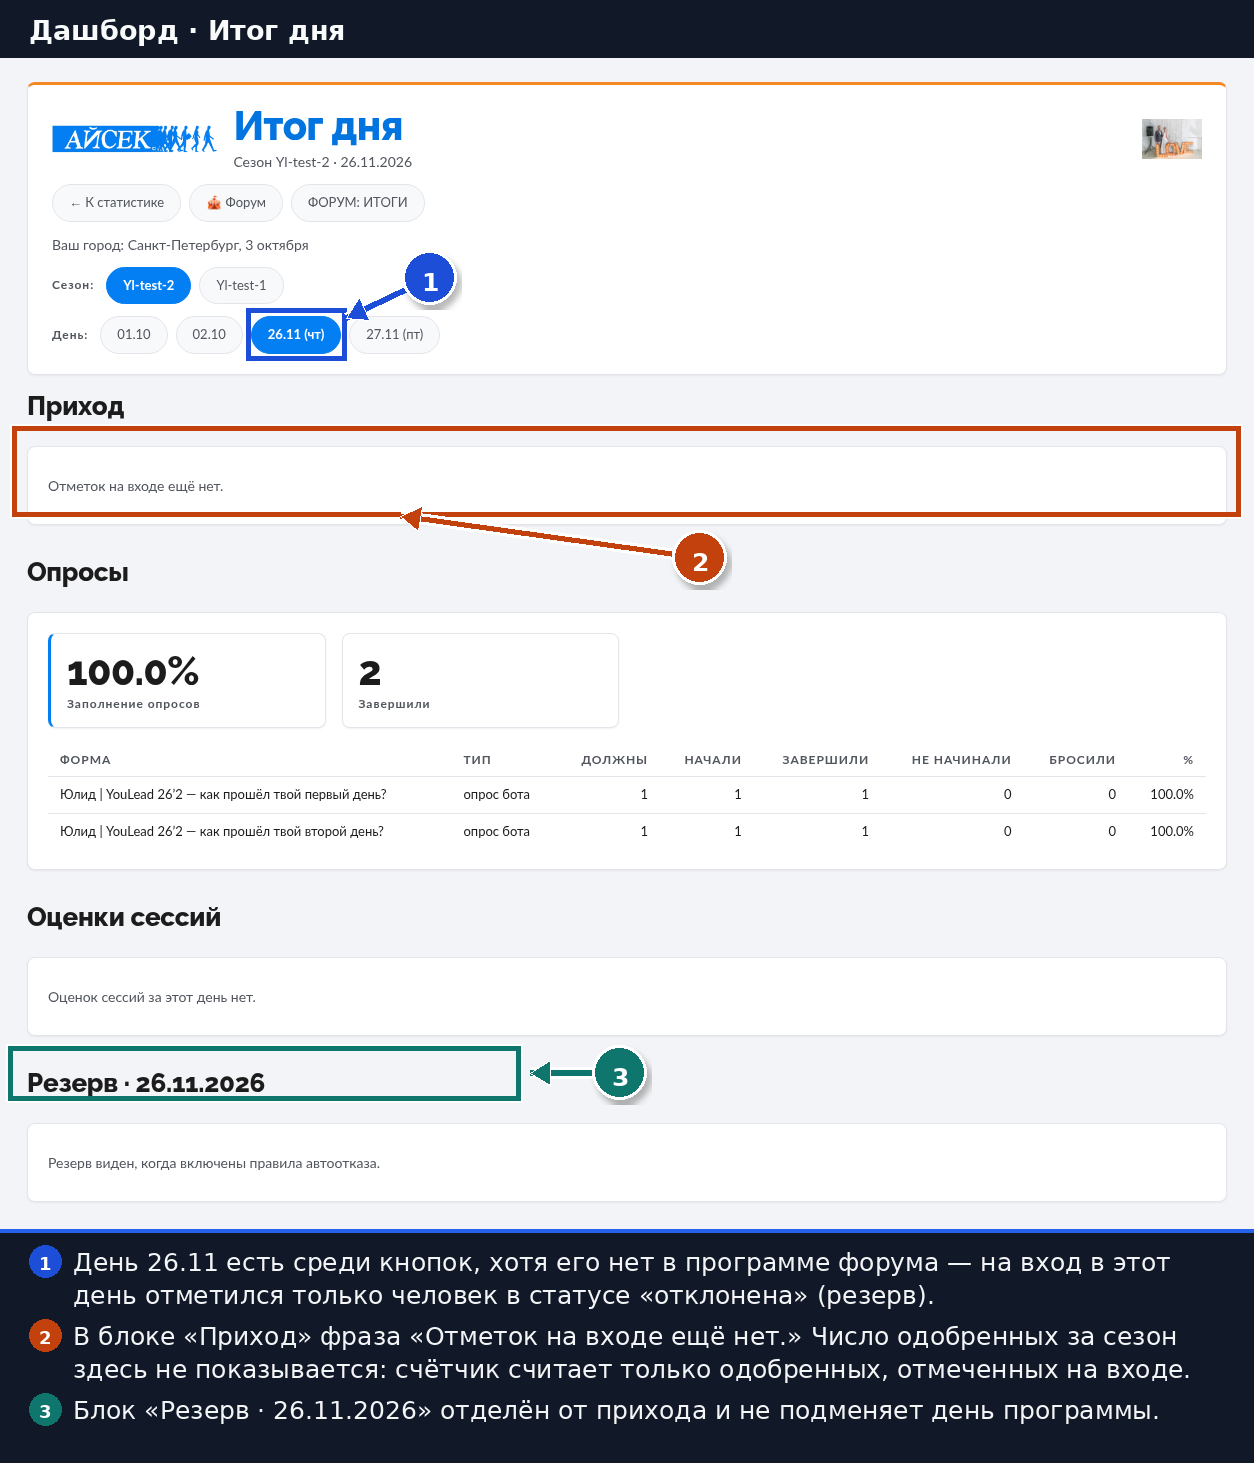 Дашборд · Итог дня
АЙСЕК
Итог дня
Сезон Yl-test-2 · 26.11.2026
LOVE
← К статистике
🎪 Форум
ФОРУМ: ИТОГИ
Ваш город: Санкт-Петербург, 3 октября
Сезон: Yl-test-2 Yl-test-1
1
День: 01.10 02.10 26.11 (чт) 27.11 (пт)
Приход
Отметок на входе ещё нет.
2
Опросы
100.0%
Заполнение опросов
2
Завершили
ФОРМА ТИП ДОЛЖНЫ НАЧАЛИ ЗАВЕРШИЛИ НЕ НАЧИНАЛИ БРОСИЛИ %
Юлид | YouLead 26’2 — как прошёл твой первый день? опрос бота 1 1 1 0 0 100.0%
Юлид | YouLead 26’2 — как прошёл твой второй день? опрос бота 1 1 1 0 0 100.0%
Оценки сессий
Оценок сессий за этот день нет.
Резерв · 26.11.2026
3
Резерв виден, когда включены правила автоотказа.
1 День 26.11 есть среди кнопок, хотя его нет в программе форума — на вход в этот
день отметился только человек в статусе «отклонена» (резерв).
2 В блоке «Приход» фраза «Отметок на входе ещё нет.» Число одобренных за сезон
здесь не показывается: счётчик считает только одобренных, отмеченных на входе.
3 Блок «Резерв · 26.11.2026» отделён от прихода и не подменяет день программы.